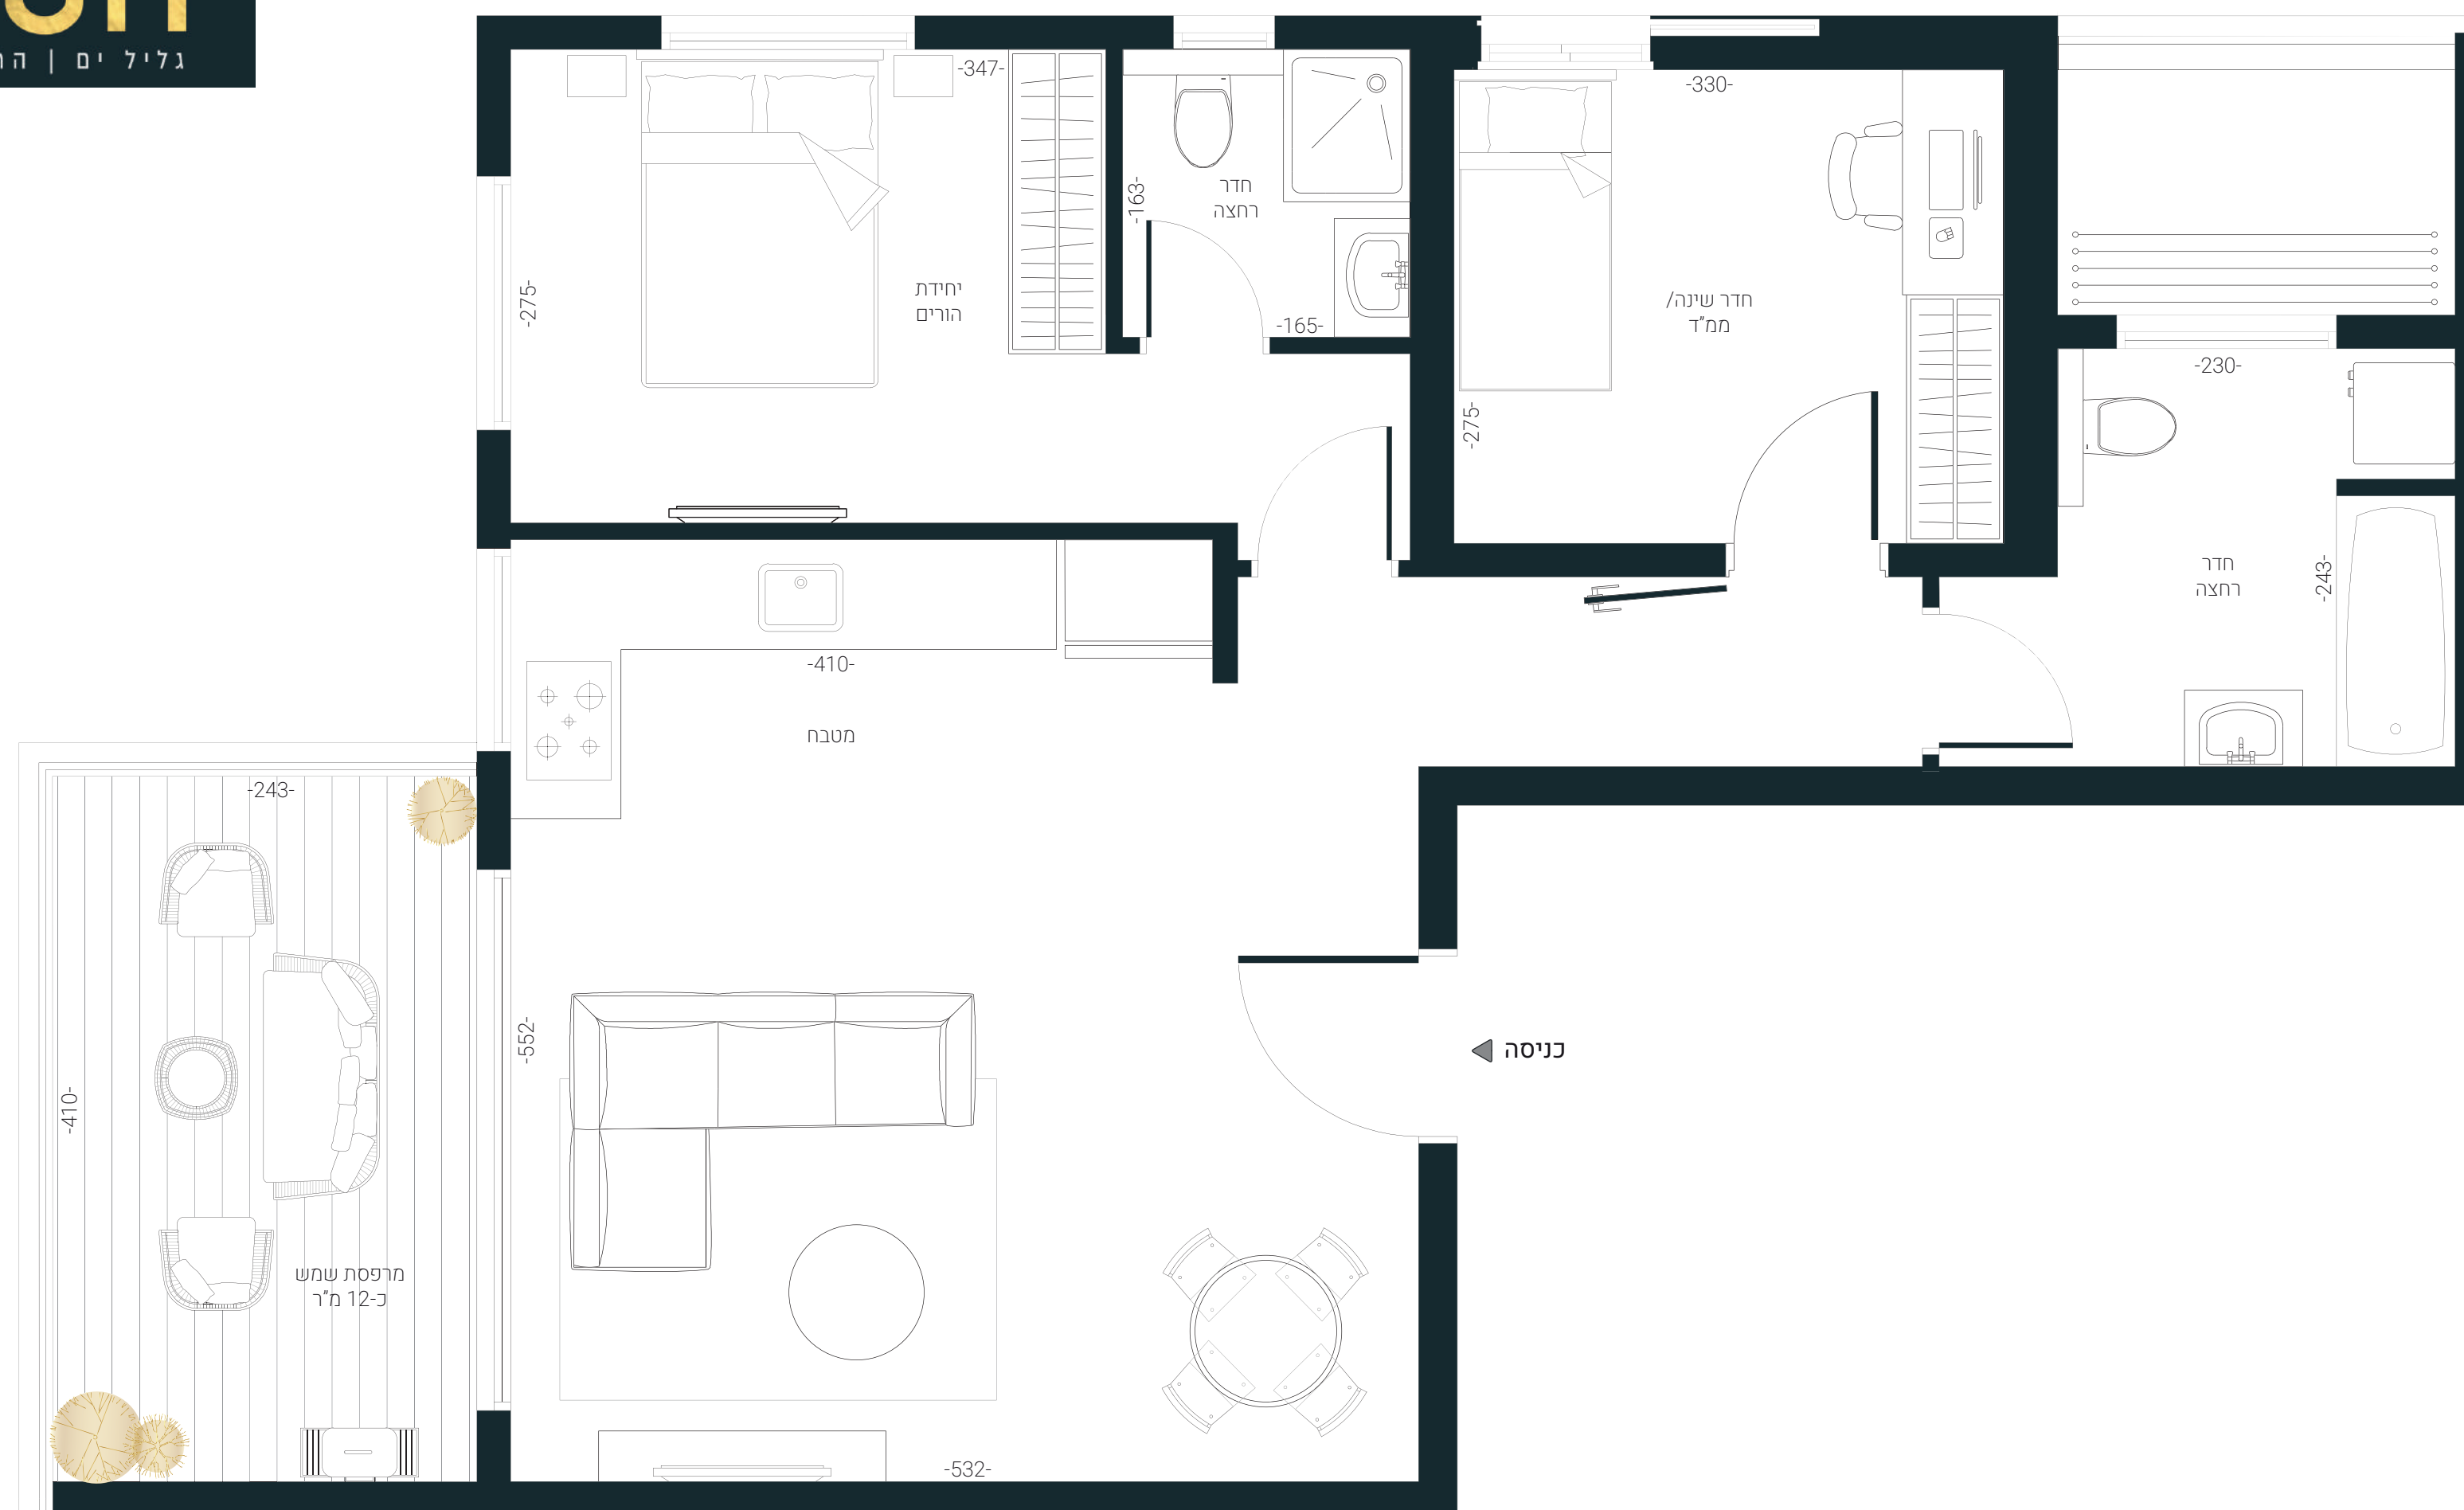 גליל ים
-347-
-330-
-163-
חדר
רחצה
-275-
יחידת
הורים
-165-
חדר שינה/
ממ"ד
-230-
-275-
חדר
רחצה
-243-
-410-
מטבח
-243-
כניסה
-552-
-410-
מרפסת שמש
כ-12 מ"ר
-532-